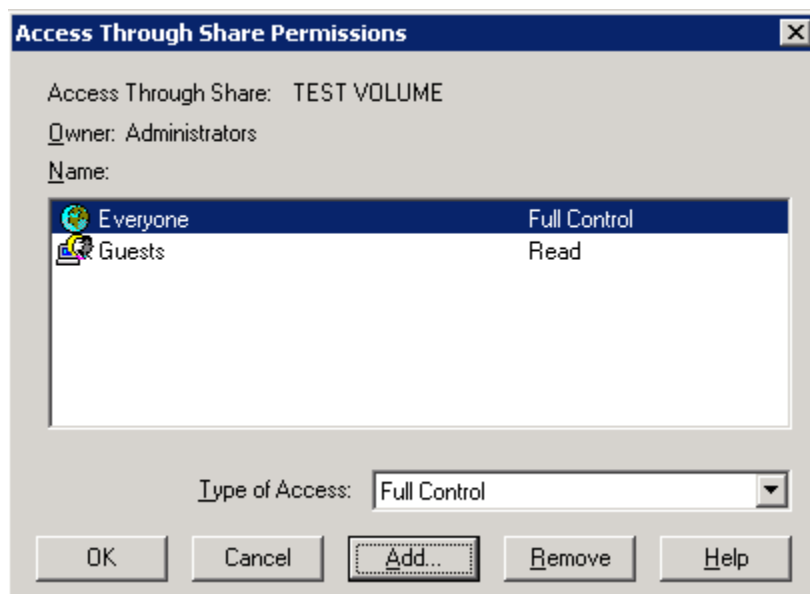 Access Through Share Permissions
Access Through Share: TEST VOLUME
Owner: Administrators
Name:
Everyone Full Control
Guests Read
Type of Access: Full Control
OK Cancel Add... Remove Help